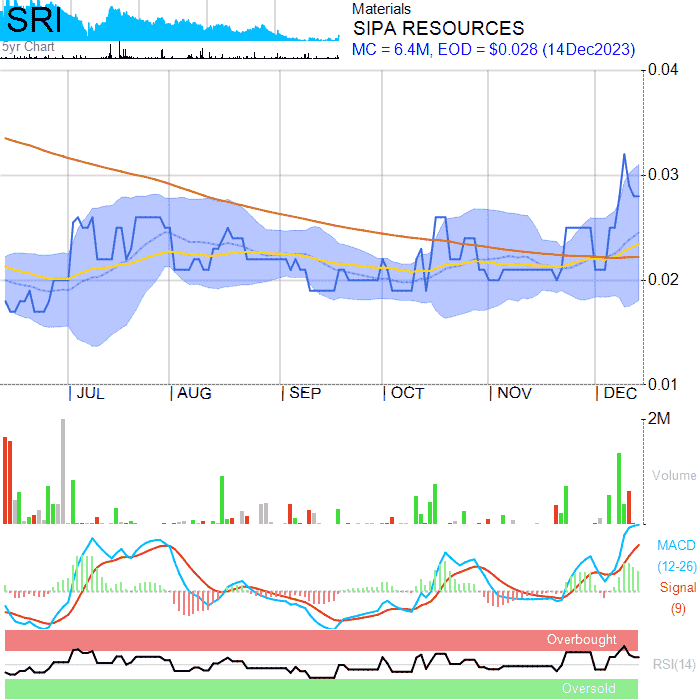 SRI
5yr Chart
Materials
SIPA RESOURCES
MC = 6.4M, EOD = $0.028 (14Dec2023)
0.04
0.03
0.02
0.01
JUL AUG SEP OCT NOV DEC
2M
Volume
MACD
(12-26)
Signal
(9)
Overbought
RSI(14)
Oversold